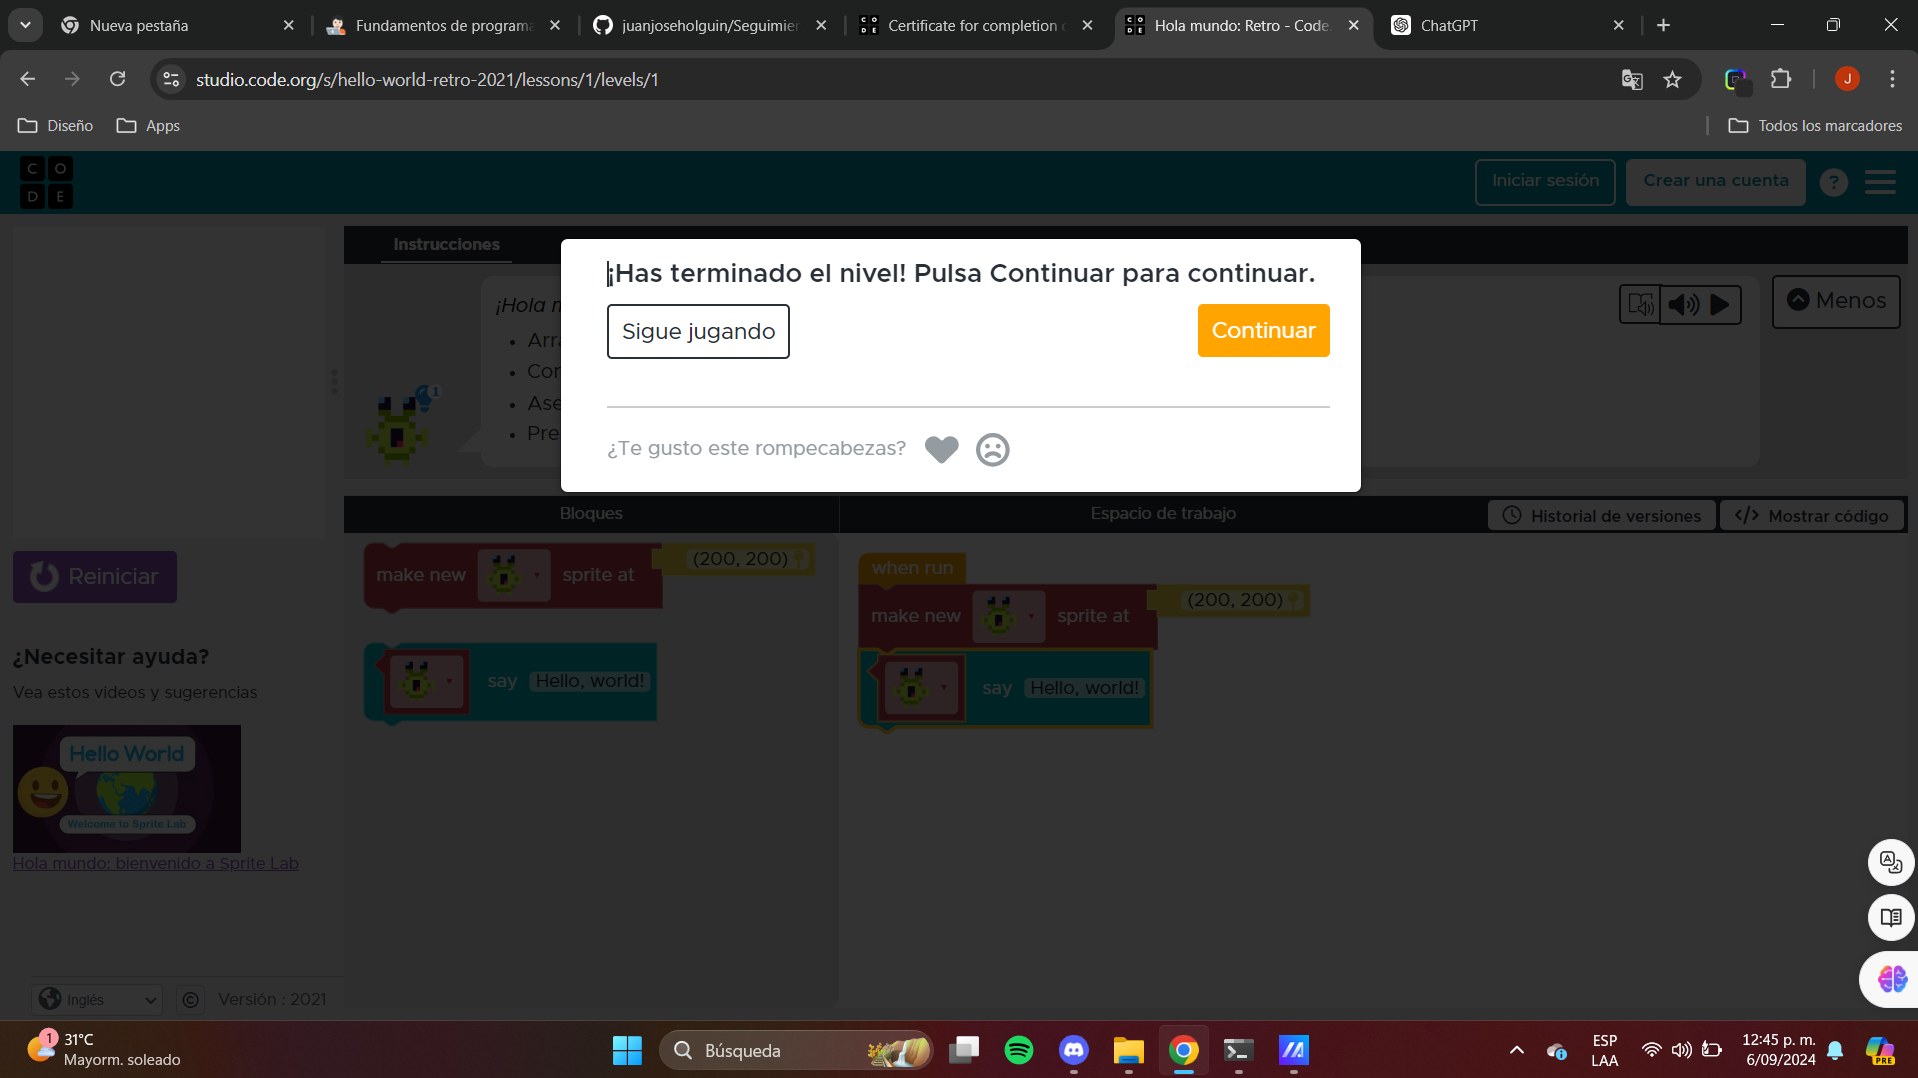 Nueva pestaña
Fundamentos de programa
juanjoseholguin/Seguimie
Certificate for completion
Hola mundo: Retro - Code.
ChatGPT
studio.code.org/s/hello-world-retro-2021/lessons/1/levels/1
J
Diseño
Apps
Todos los marcadores
C O
D E
Iniciar sesión
Crear una cuenta
?
Instrucciones
¡Has terminado el nivel! Pulsa Continuar para continuar.
¡Hola
Sigue jugando
Continuar
Menos
1
¿Te gusto este rompecabezas?
Bloques
Espacio de trabajo
Historial de versiones
</> Mostrar código
make new
sprite at
(200, 200)
say
Hello, world!
when run
make new
sprite at
(200, 200)
say
Hello, world!
Reiniciar
¿Necesitar ayuda?
Vea estos videos y sugerencias
Hello World
Welcome to Sprite Lab
Hola mundo: bienvenido a Sprite Lab
Inglés
©
Versión : 2021
1
31°C
Mayorm. soleado
Búsqueda
ESP
LAA
12:45 p. m.
6/09/2024
PRE